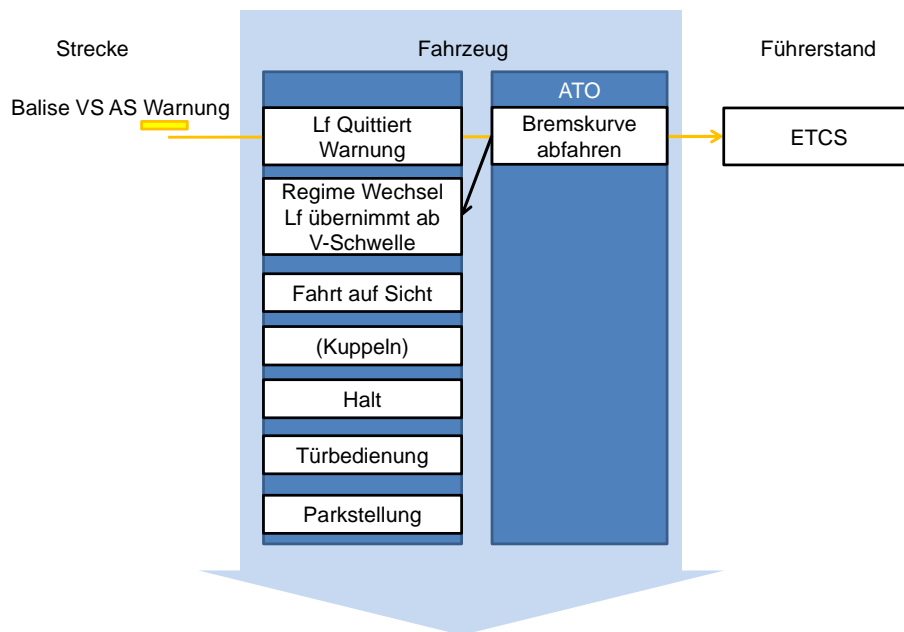 Strecke
Fahrzeug
Führerstand
Balise VS AS Warnung
ATO
Lf Quittiert
Warnung
Bremskurve
abfahren
ETCS
Regime Wechsel
Lf übernimmt ab
V-Schwelle
Fahrt auf Sicht
(Kuppeln)
Halt
Türbedienung
Parkstellung